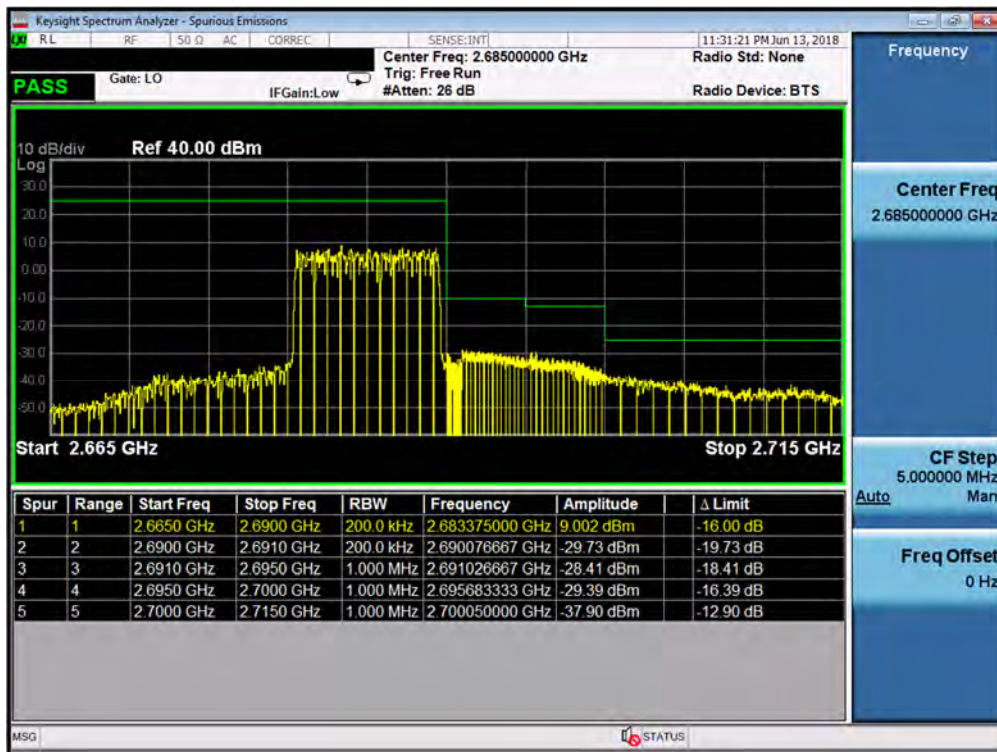 Keysight Spectrum Analyzer - Spurious Emissions
LXI RL RF 50 Ω AC CORREC SENSE:INT 11:31:21 PM Jun 13, 2018
Center Freq: 2.685000000 GHz Radio Std: None
PASS Gate: LO Trig: Free Run
IFGain:Low #Atten: 26 dB Radio Device: BTS
10 dB/div Ref 40.00 dBm
Log
30.0
20.0
10.0
0.00
-10.0
-20.0
-30.0
-40.0
-50.0
Start 2.665 GHz Stop 2.715 GHz
Spur Range Start Freq Stop Freq RBW Frequency Amplitude Δ Limit
1 1 2.6650 GHz 2.6900 GHz 200.0 kHz 2.683375000 GHz 9.002 dBm -16.00 dB
2 2 2.6900 GHz 2.6910 GHz 200.0 kHz 2.690076667 GHz -29.73 dBm -19.73 dB
3 3 2.6910 GHz 2.6950 GHz 1.000 MHz 2.691026667 GHz -28.41 dBm -18.41 dB
4 4 2.6950 GHz 2.7000 GHz 1.000 MHz 2.695683333 GHz -29.39 dBm -16.39 dB
5 5 2.7000 GHz 2.7150 GHz 1.000 MHz 2.700050000 GHz -37.90 dBm -12.90 dB
MSG STATUS
Frequency
Center Freq
2.685000000 GHz
CF Step
5.000000 MHz
Auto Man
Freq Offset
0 Hz